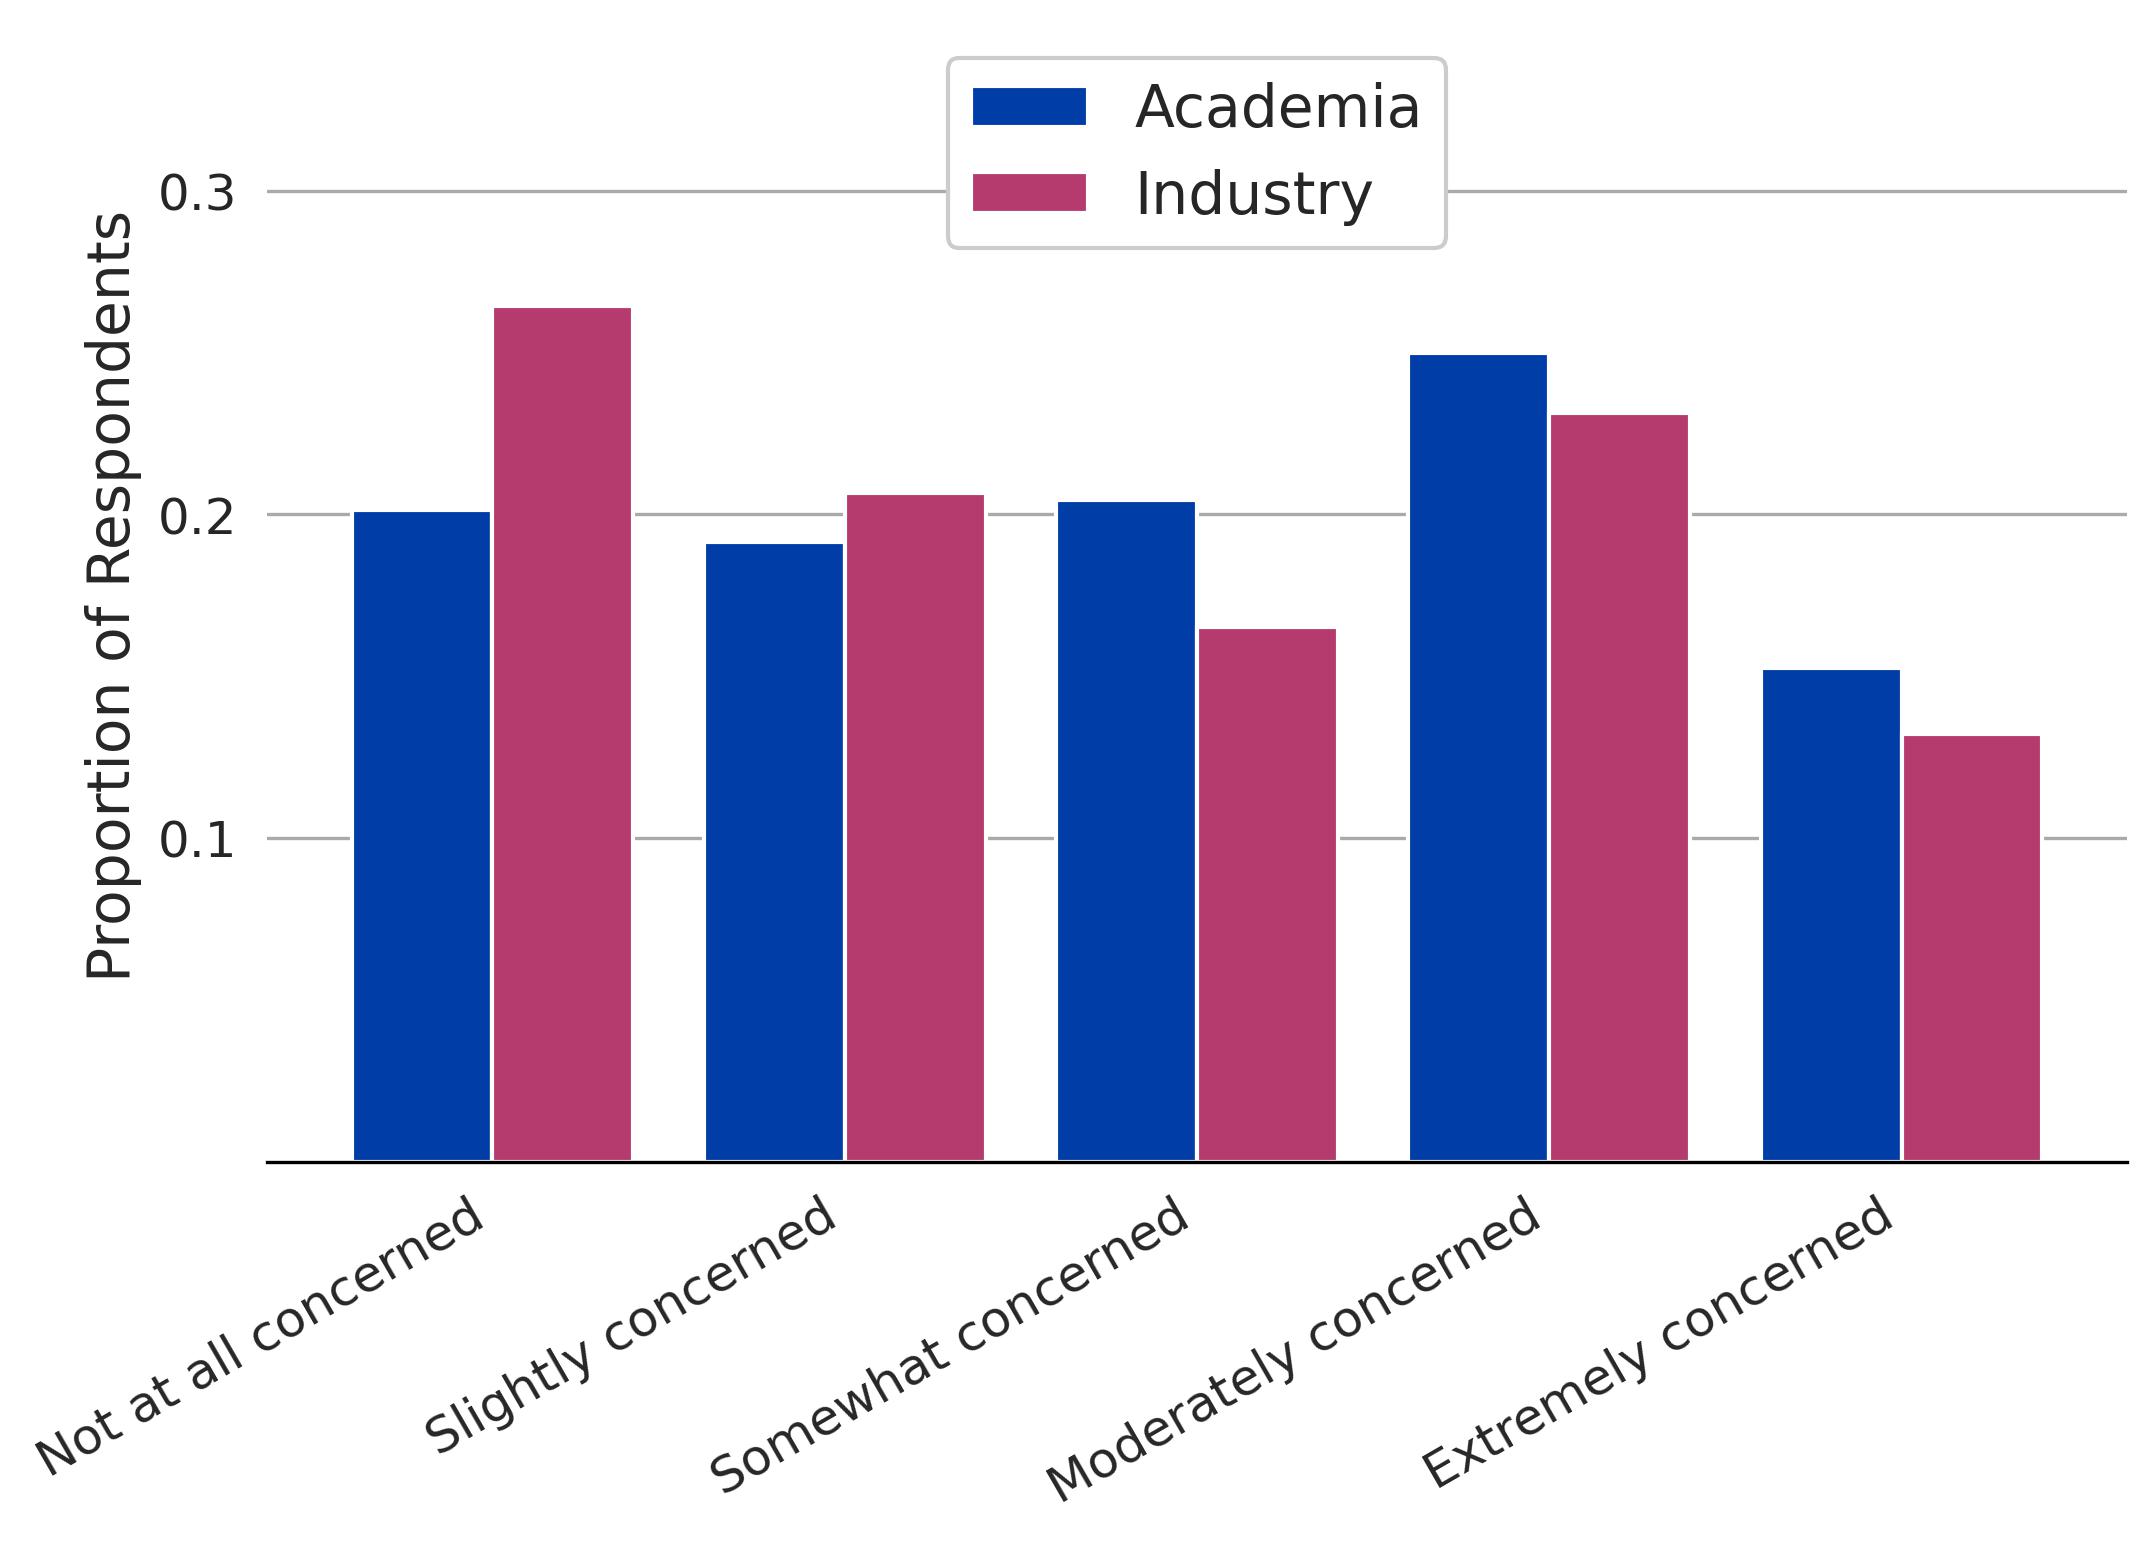 Academia
Industry
Proportion of Respondents
0.3
0.2
0.1
Not at all concerned
Slightly concerned
Somewhat concerned
Moderately concerned
Extremely concerned